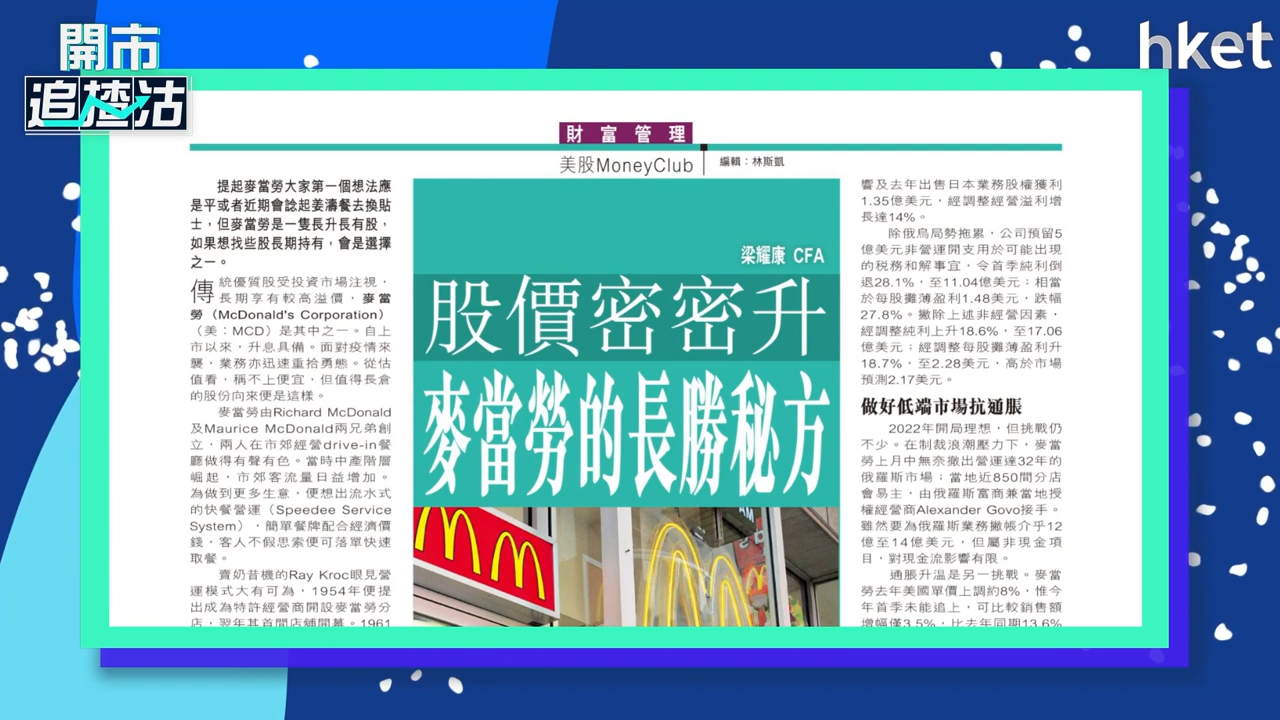 開市
追揸沽
hket
財富管理
美股MoneyClub
編輯：林斯凱
提起麥當勞大家第一個想法應
是平或者近期會諗起姜濤餐去換貼
士，但麥當勞是一隻長升長有股，
如果想找些股長期持有，會是選擇
之一。
傳統優質股受投資市場注視，
長期享有較高溢價，麥當
勞（McDonald's Corporation）
（美：MCD）是其中之一。自上
市以來，升息具備。面對疫情來
襲，業務亦迅速重拾勇態。從估
值看，稱不上便宜，但值得長倉
的股份向來便是這樣。
麥當勞由Richard McDonald
及Maurice McDonald兩兄弟創
立，兩人在市郊經營drive-in餐
廳做得有聲有色。當時中產階層
崛起，市郊客流量日益增加。
為做到更多生意，便想出流水式
的快餐營運（Speedee Service
System），簡單餐牌配合經濟價
錢，客人不假思索便可落單快速
取餐。
賣奶昔機的Ray Kroc眼見營
運模式大有可為，1954年便提
出成為特許經營商開設麥當勞分
店，翌年其首間店舖開幕。1961
梁耀康 CFA
股價密密升
麥當勞的長勝秘方
響及去年出售日本業務股權獲利
1.35億美元，經調整經營溢利增
長達14%。
除俄烏局勢拖累，公司預留5
億美元非營運開支用於可能出現
的税務和解事宜，令首季純利倒
退28.1%，至11.04億美元；相當
於每股攤薄盈利1.48美元，跌幅
27.8%。撇除上述非經營因素，
經調整純利上升18.6%，至17.06
億美元；經調整每股攤薄盈利升
18.7%，至2.28美元，高於市場
預測2.17美元。
做好低端市場抗通脹
2022年開局理想，但挑戰仍
不少。在制裁浪潮壓力下，麥當
勞上月中無奈撤出營運達32年的
俄羅斯市場；當地近850間分店
會易主，由俄羅斯富商兼當地授
權經營商Alexander Govo接手。
雖然要為俄羅斯業務撇帳介乎12
億至14億美元，但屬非現金項
目，對現金流影響有限。
通脹升温是另一挑戰。麥當
勞去年美國單價上調約8%，惟今
年首季未能追上，可比較銷售額
增幅僅3.5%，比去年同期13.6%